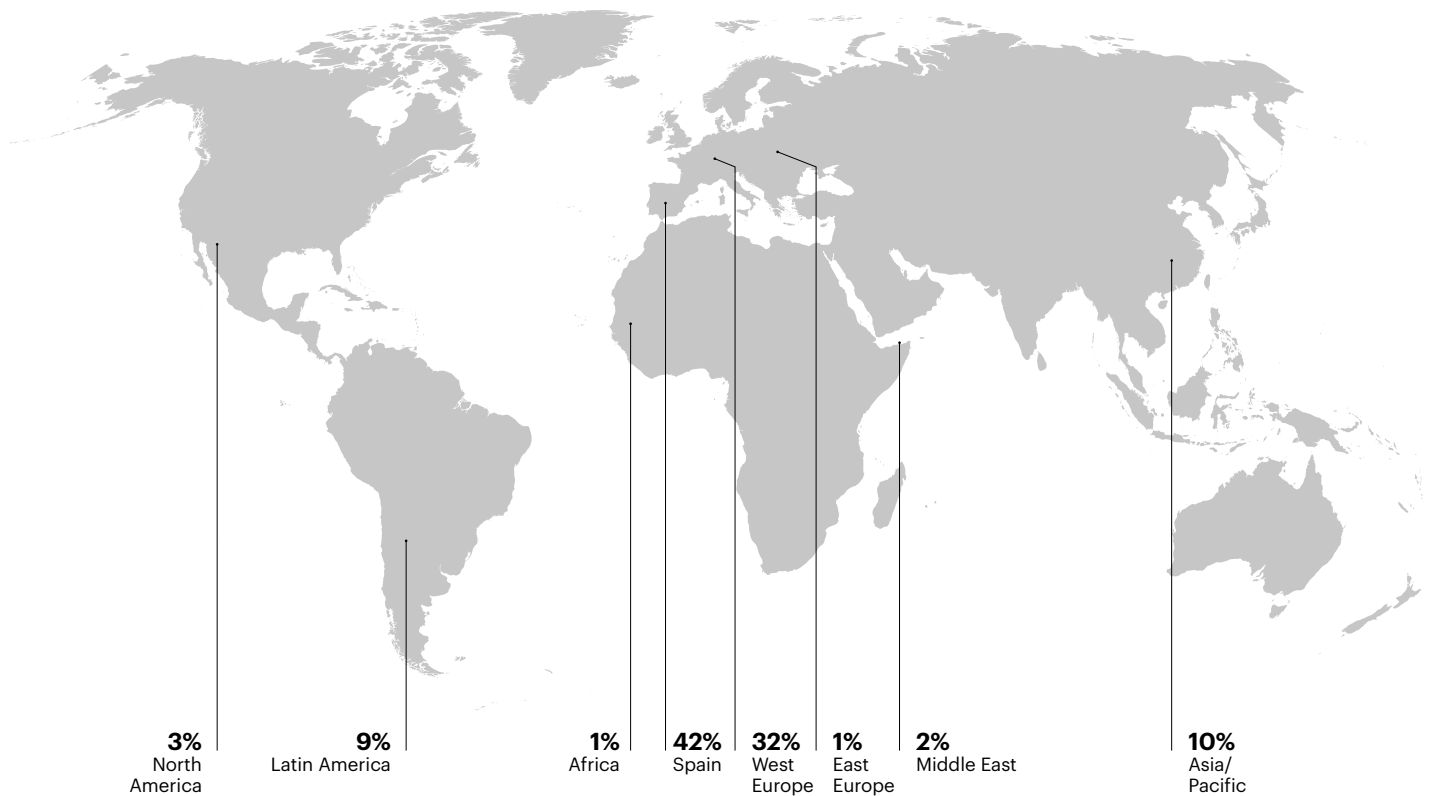 3%
North
America
9%
Latin America
1%
Africa
42%
Spain
32%
West
Europe
1%
East
Europe
2%
Middle East
10%
Asia/
Pacific